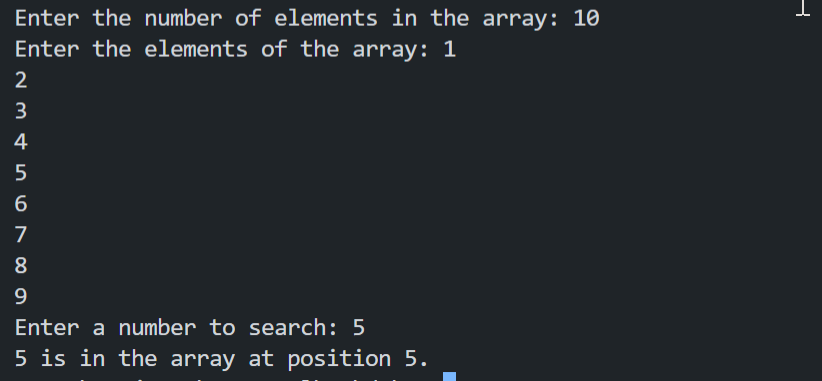 Enter the number of elements in the array: 10
Enter the elements of the array: 1
2
3
4
5
6
7
8
9
Enter a number to search: 5
5 is in the array at position 5.